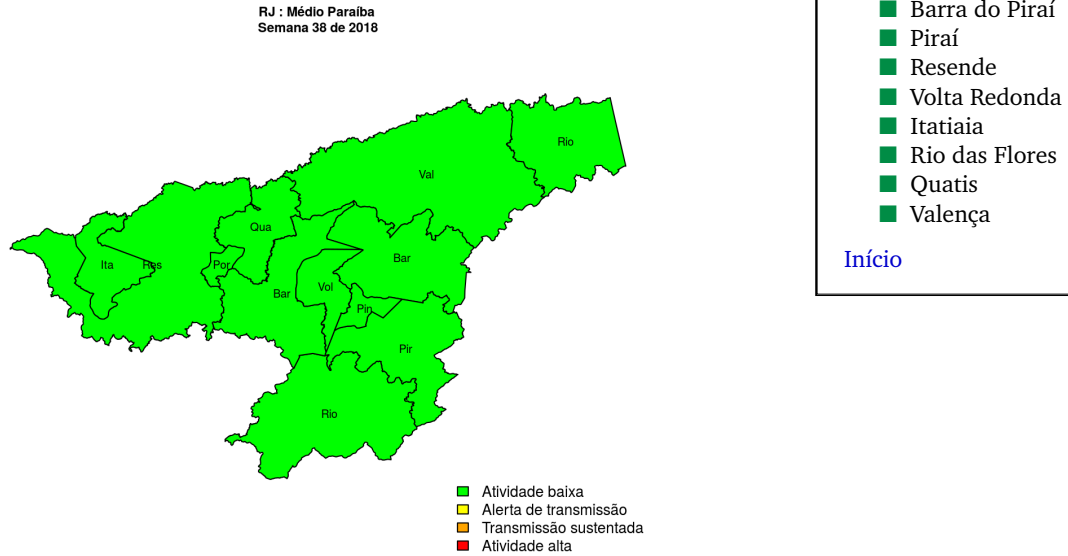 RJ : Médio Paraíba
Semana 38 de 2018
Rio
Val
Qua
Ita
Res
Por
Bar
Bar
Vol
Pin
Pir
Rio
Atividade baixa
Alerta de transmissão
Transmissão sustentada
Atividade alta
Barra do Piraí
Piraí
Resende
Volta Redonda
Itatiaia
Rio das Flores
Quatis
Valença
Início